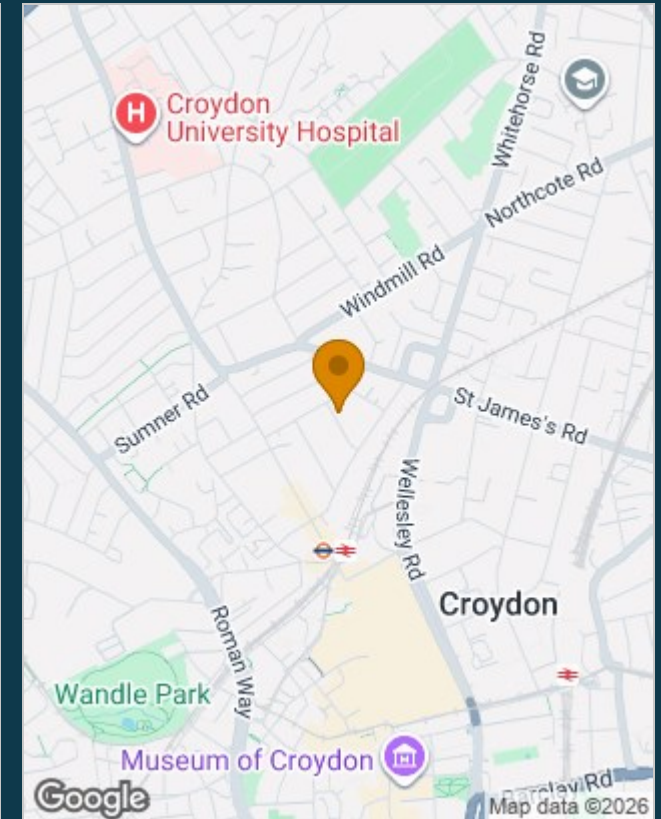 Croydon
University Hospital
H
Whitehorse Rd
Northcote Rd
Windmill Rd
Sumner Rd
St James's Rd
Wellesley Rd
Croydon
Roman Way
Wandle Park
Museum of Croydon
Barclay Rd
Google
Map data ©2026